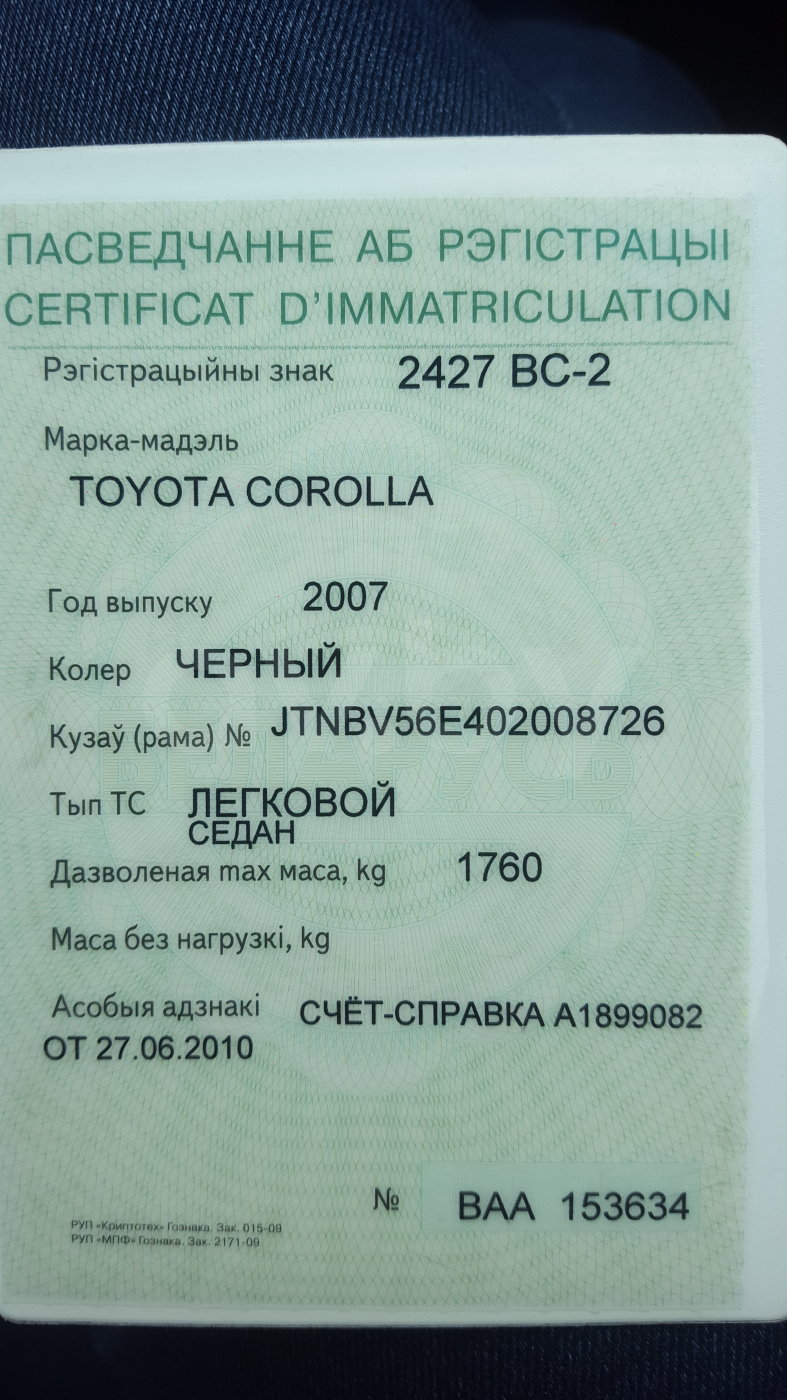 ПАСВЕДЧАННЕ АБ РЭГІСТРАЦЫІ
CERTIFICAT D'IMMATRICULATION
Рэгістрацыйны знак 2427 BC-2
Марка-мадэль
TOYOTA COROLLA
Год выпуску 2007
Колер ЧЕРНЫЙ
Кузаў (рама) № JTNBV56E402008726
Тып ТС ЛЕГКОВОЙ
СЕДАН
Дазволеная max маса, kg 1760
Маса без нагрузкі, kg
Асобыя адзнакі СЧЁТ-СПРАВКА А1899082
ОТ 27.06.2010
№ BAA 153634
РУП «Криптотех» Гознака. Зак. 015-09
РУП «МПФ» Гознака. Зак. 2171-09
БЕЛАРУСЬ